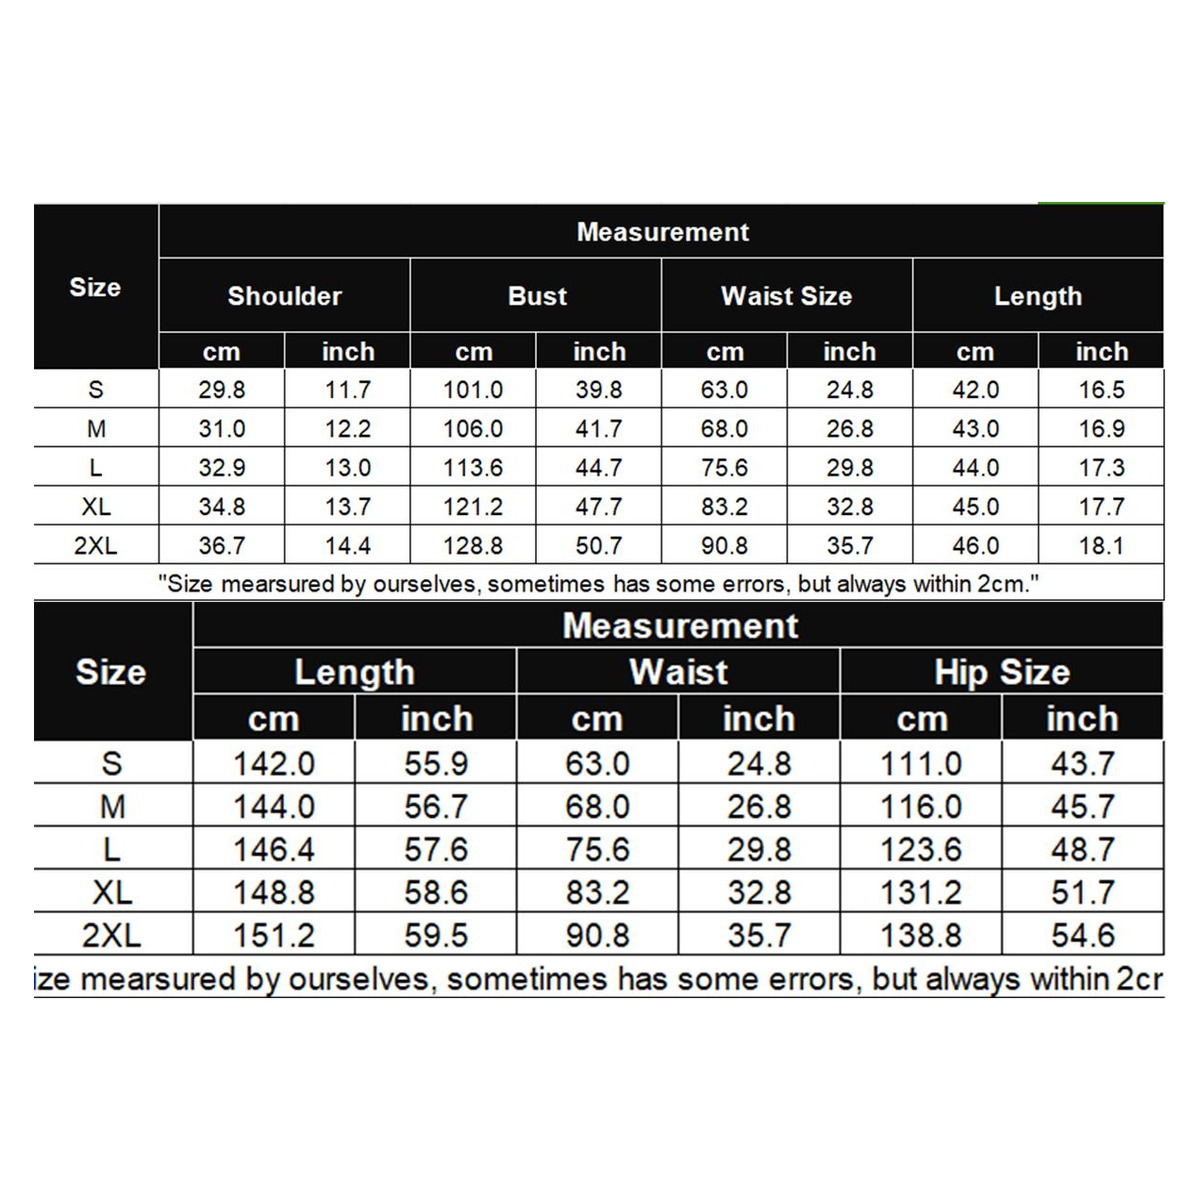 Measurement
Size
Shoulder Bust Waist Size Length
cm inch cm inch cm inch cm inch
S 29.8 11.7 101.0 39.8 63.0 24.8 42.0 16.5
M 31.0 12.2 106.0 41.7 68.0 26.8 43.0 16.9
L 32.9 13.0 113.6 44.7 75.6 29.8 44.0 17.3
XL 34.8 13.7 121.2 47.7 83.2 32.8 45.0 17.7
2XL 36.7 14.4 128.8 50.7 90.8 35.7 46.0 18.1
"Size mearsured by ourselves, sometimes has some errors, but always within 2cm."
Measurement
Size Length Waist Hip Size
cm inch cm inch cm inch
S 142.0 55.9 63.0 24.8 111.0 43.7
M 144.0 56.7 68.0 26.8 116.0 45.7
L 146.4 57.6 75.6 29.8 123.6 48.7
XL 148.8 58.6 83.2 32.8 131.2 51.7
2XL 151.2 59.5 90.8 35.7 138.8 54.6
ize mearsured by ourselves, sometimes has some errors, but always within 2cr